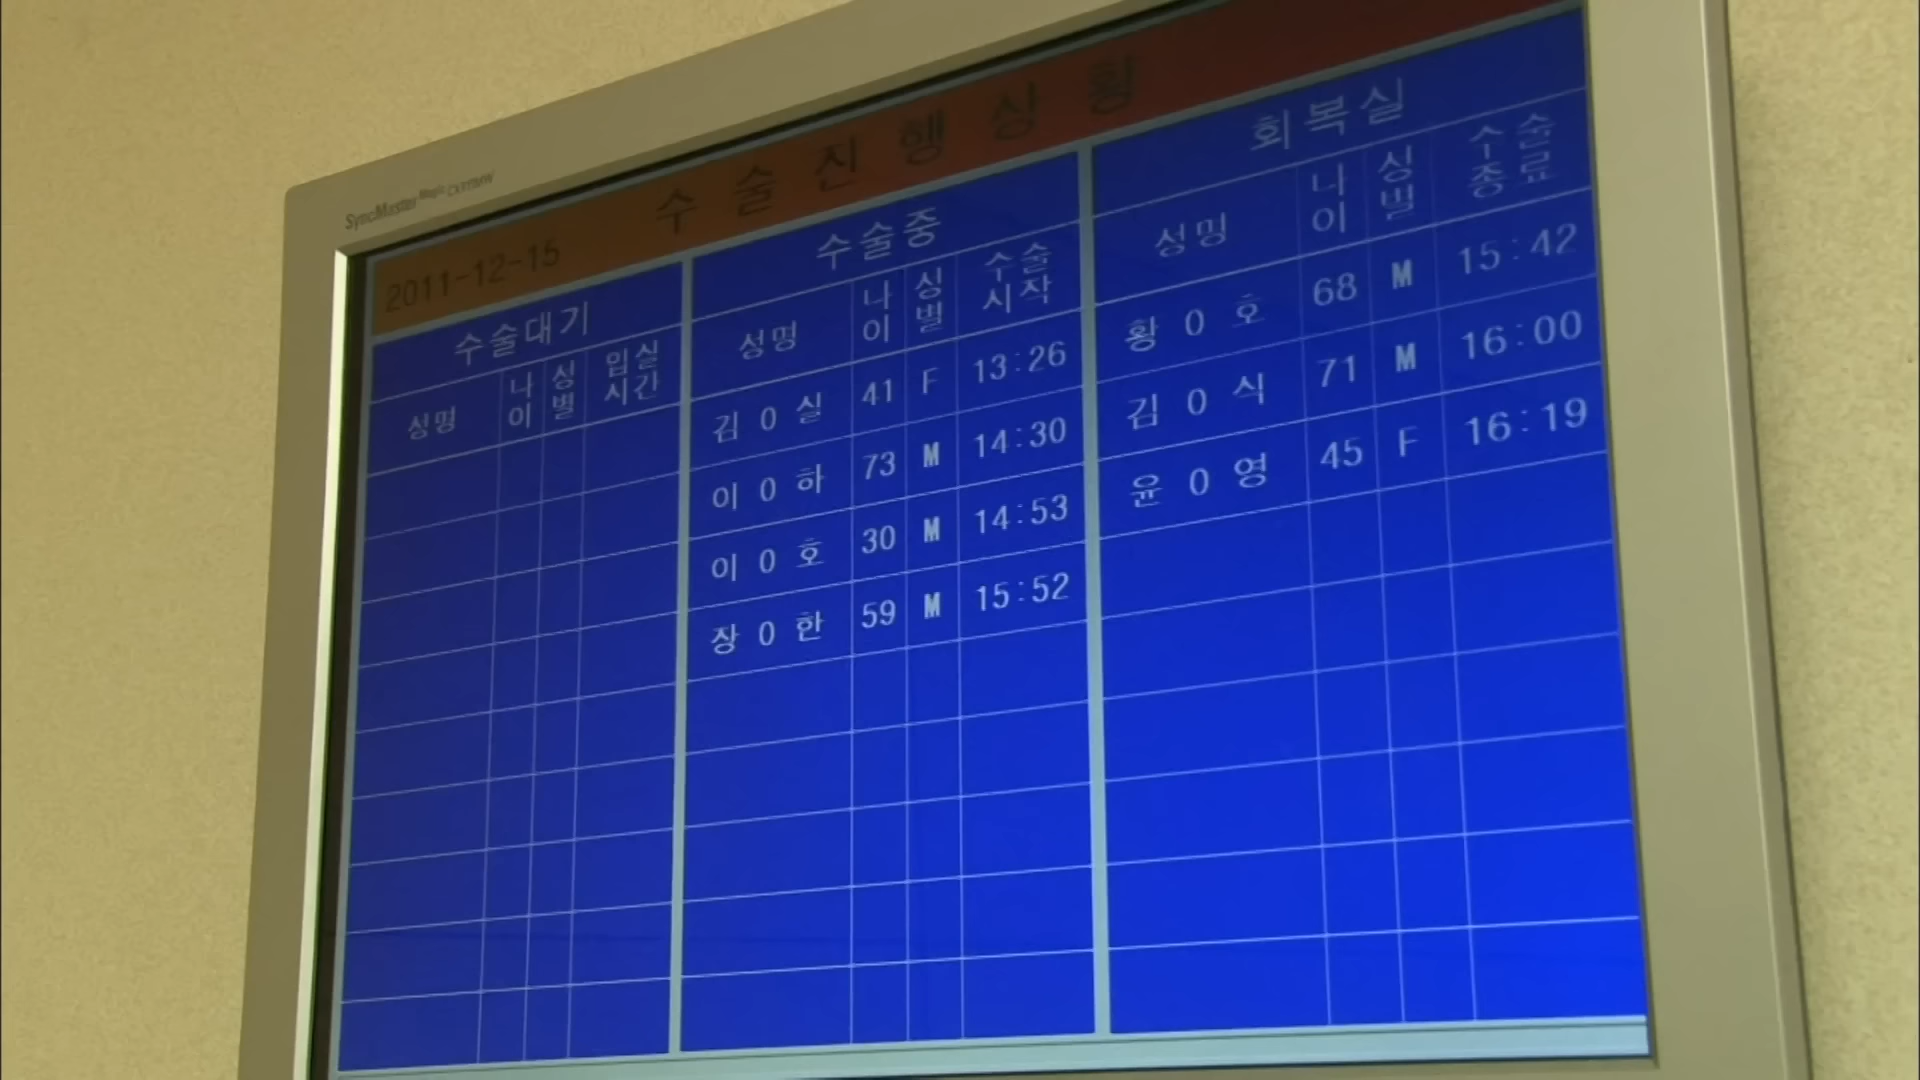 SyncMaster Magic
2011-12-15 수술진행상황
수술대기
성명 나이 성별 입실시간
수술중
성명 나이 성별 수술시작
김 0 실 41 F 13:26
이 0 하 73 M 14:30
이 0 호 30 M 14:53
장 0 한 59 M 15:52
회복실
성명 나이 성별 수술종료
황 0 호 68 M 15:42
김 0 식 71 M 16:00
윤 0 영 45 F 16:19